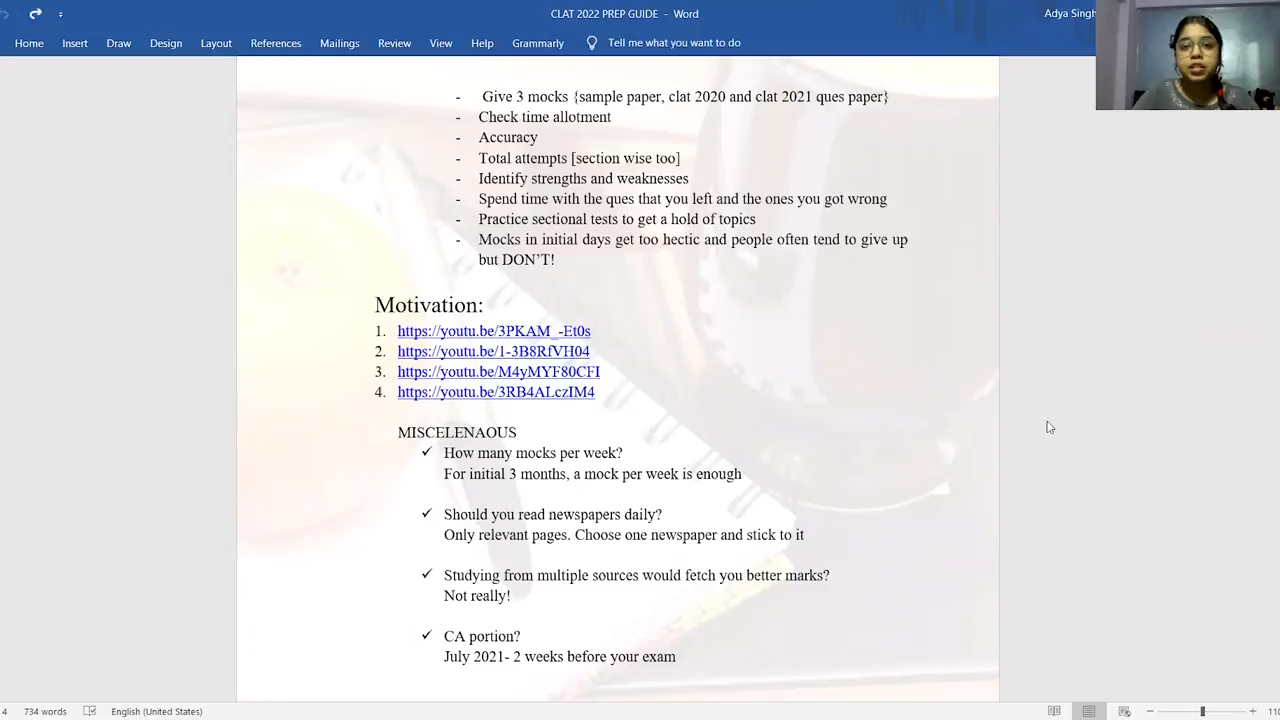 CLAT 2022 PREP GUIDE - Word
Adya Singh
Home Insert Draw Design Layout References Mailings Review View Help Grammarly Tell me what you want to do
- Give 3 mocks {sample paper, clat 2020 and clat 2021 ques paper}
- Check time allotment
- Accuracy
- Total attempts [section wise too]
- Identify strengths and weaknesses
- Spend time with the ques that you left and the ones you got wrong
- Practice sectional tests to get a hold of topics
- Mocks in initial days get too hectic and people often tend to give up
but DON'T!
Motivation:
1. https://youtu.be/3PKAM_-Et0s
2. https://youtu.be/1-3B8RfVH04
3. https://youtu.be/M4yMYF80CFI
4. https://youtu.be/3RB4ALczIM4
MISCELENAOUS
✓ How many mocks per week?
For initial 3 months, a mock per week is enough
✓ Should you read newspapers daily?
Only relevant pages. Choose one newspaper and stick to it
✓ Studying from multiple sources would fetch you better marks?
Not really!
✓ CA portion?
July 2021- 2 weeks before your exam
4 734 words English (United States) 110